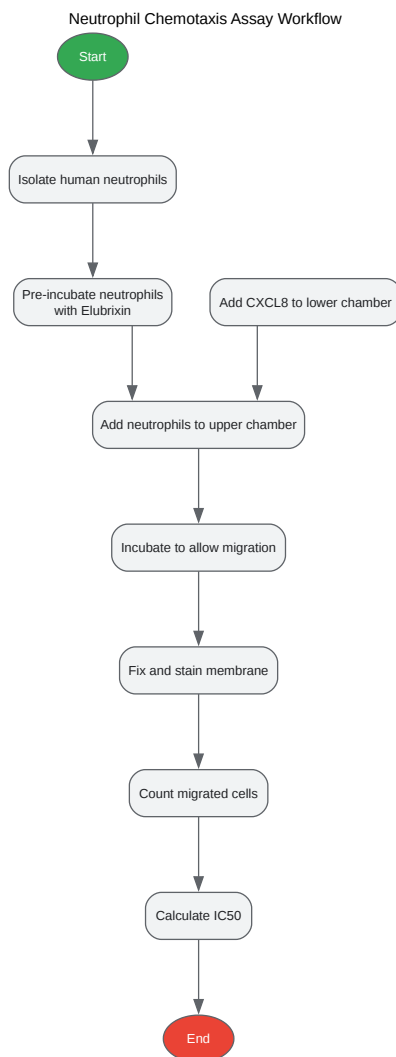 Neutrophil Chemotaxis Assay Workflow
Start
Isolate human neutrophils
Pre-incubate neutrophils
with Elubrixin
Add CXCL8 to lower chamber
Add neutrophils to upper chamber
Incubate to allow migration
Fix and stain membrane
Count migrated cells
Calculate IC50
End